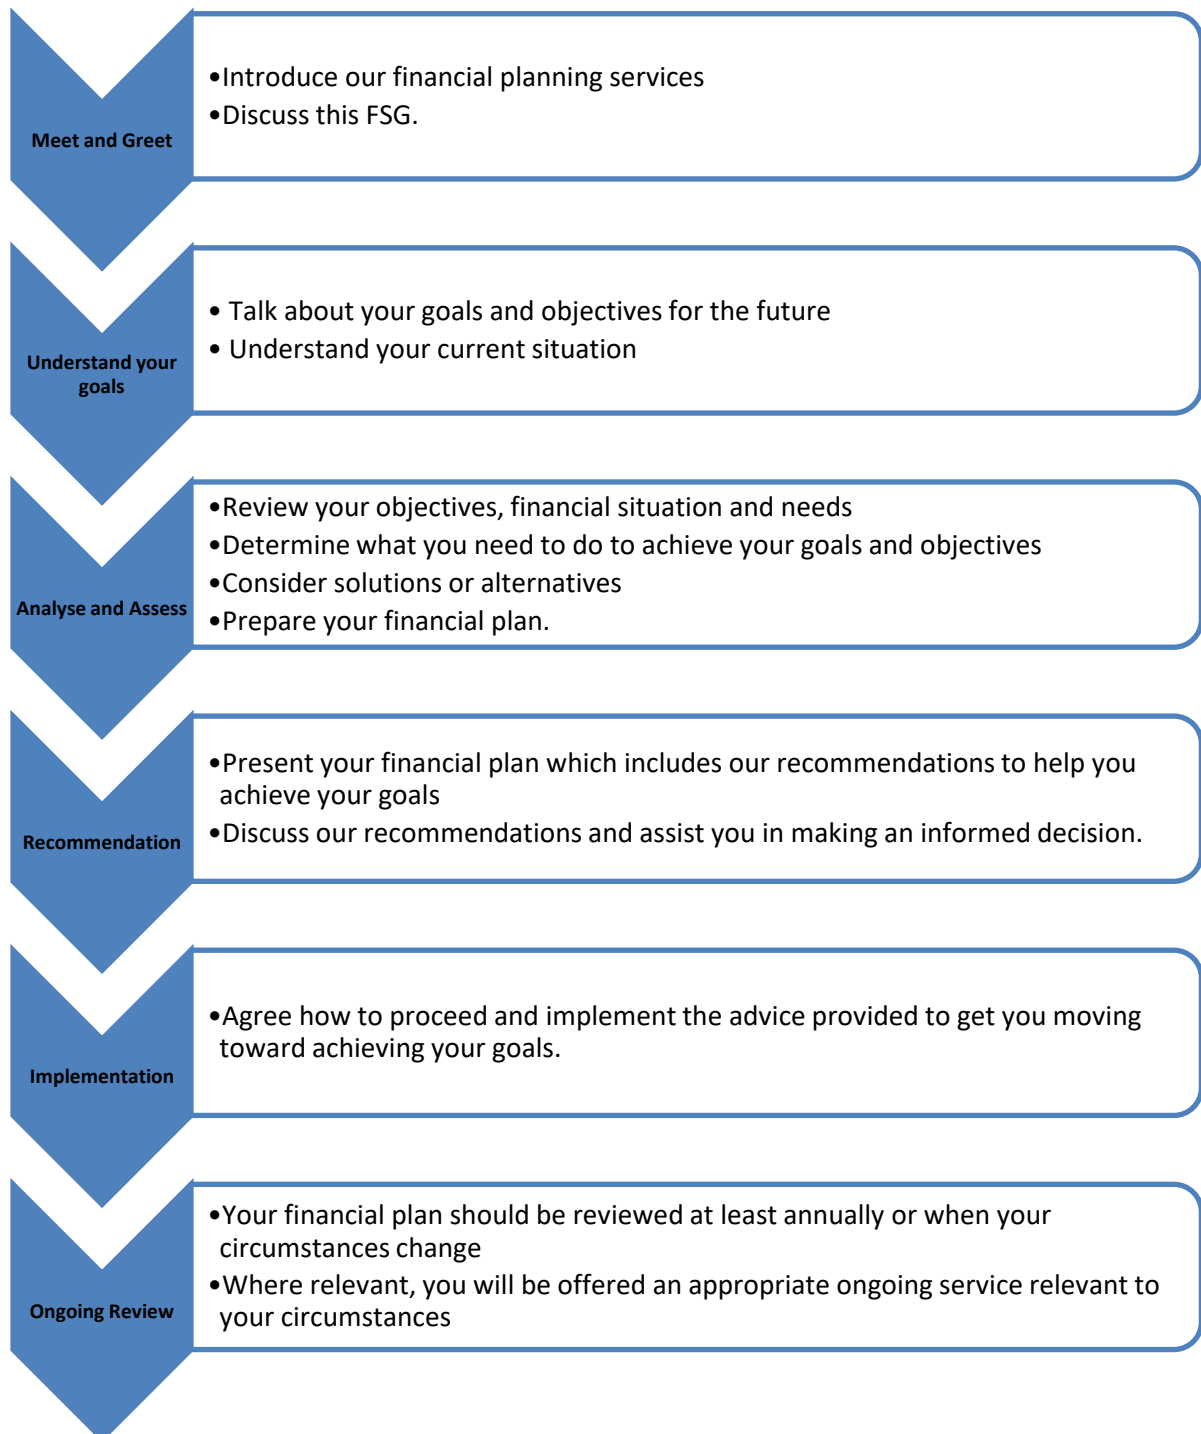 Meet and Greet
•Introduce our financial planning services
•Discuss this FSG.
Understand your
goals
• Talk about your goals and objectives for the future
• Understand your current situation
Analyse and Assess
•Review your objectives, financial situation and needs
•Determine what you need to do to achieve your goals and objectives
•Consider solutions or alternatives
•Prepare your financial plan.
Recommendation
•Present your financial plan which includes our recommendations to help you
achieve your goals
•Discuss our recommendations and assist you in making an informed decision.
Implementation
•Agree how to proceed and implement the advice provided to get you moving
toward achieving your goals.
Ongoing Review
•Your financial plan should be reviewed at least annually or when your
circumstances change
•Where relevant, you will be offered an appropriate ongoing service relevant to
your circumstances